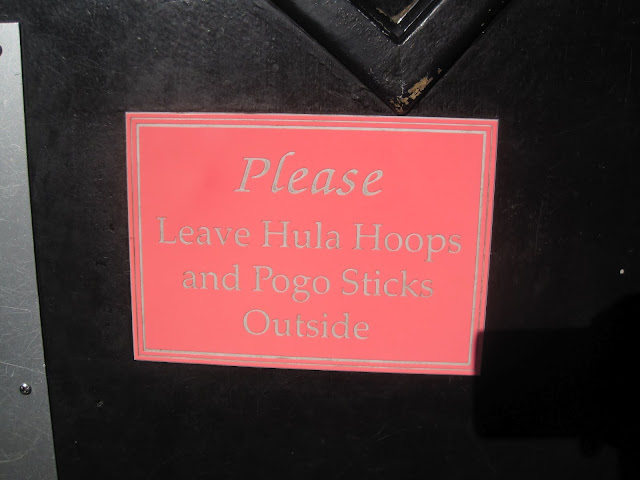 Please
Leave Hula Hoops
and Pogo Sticks
Outside